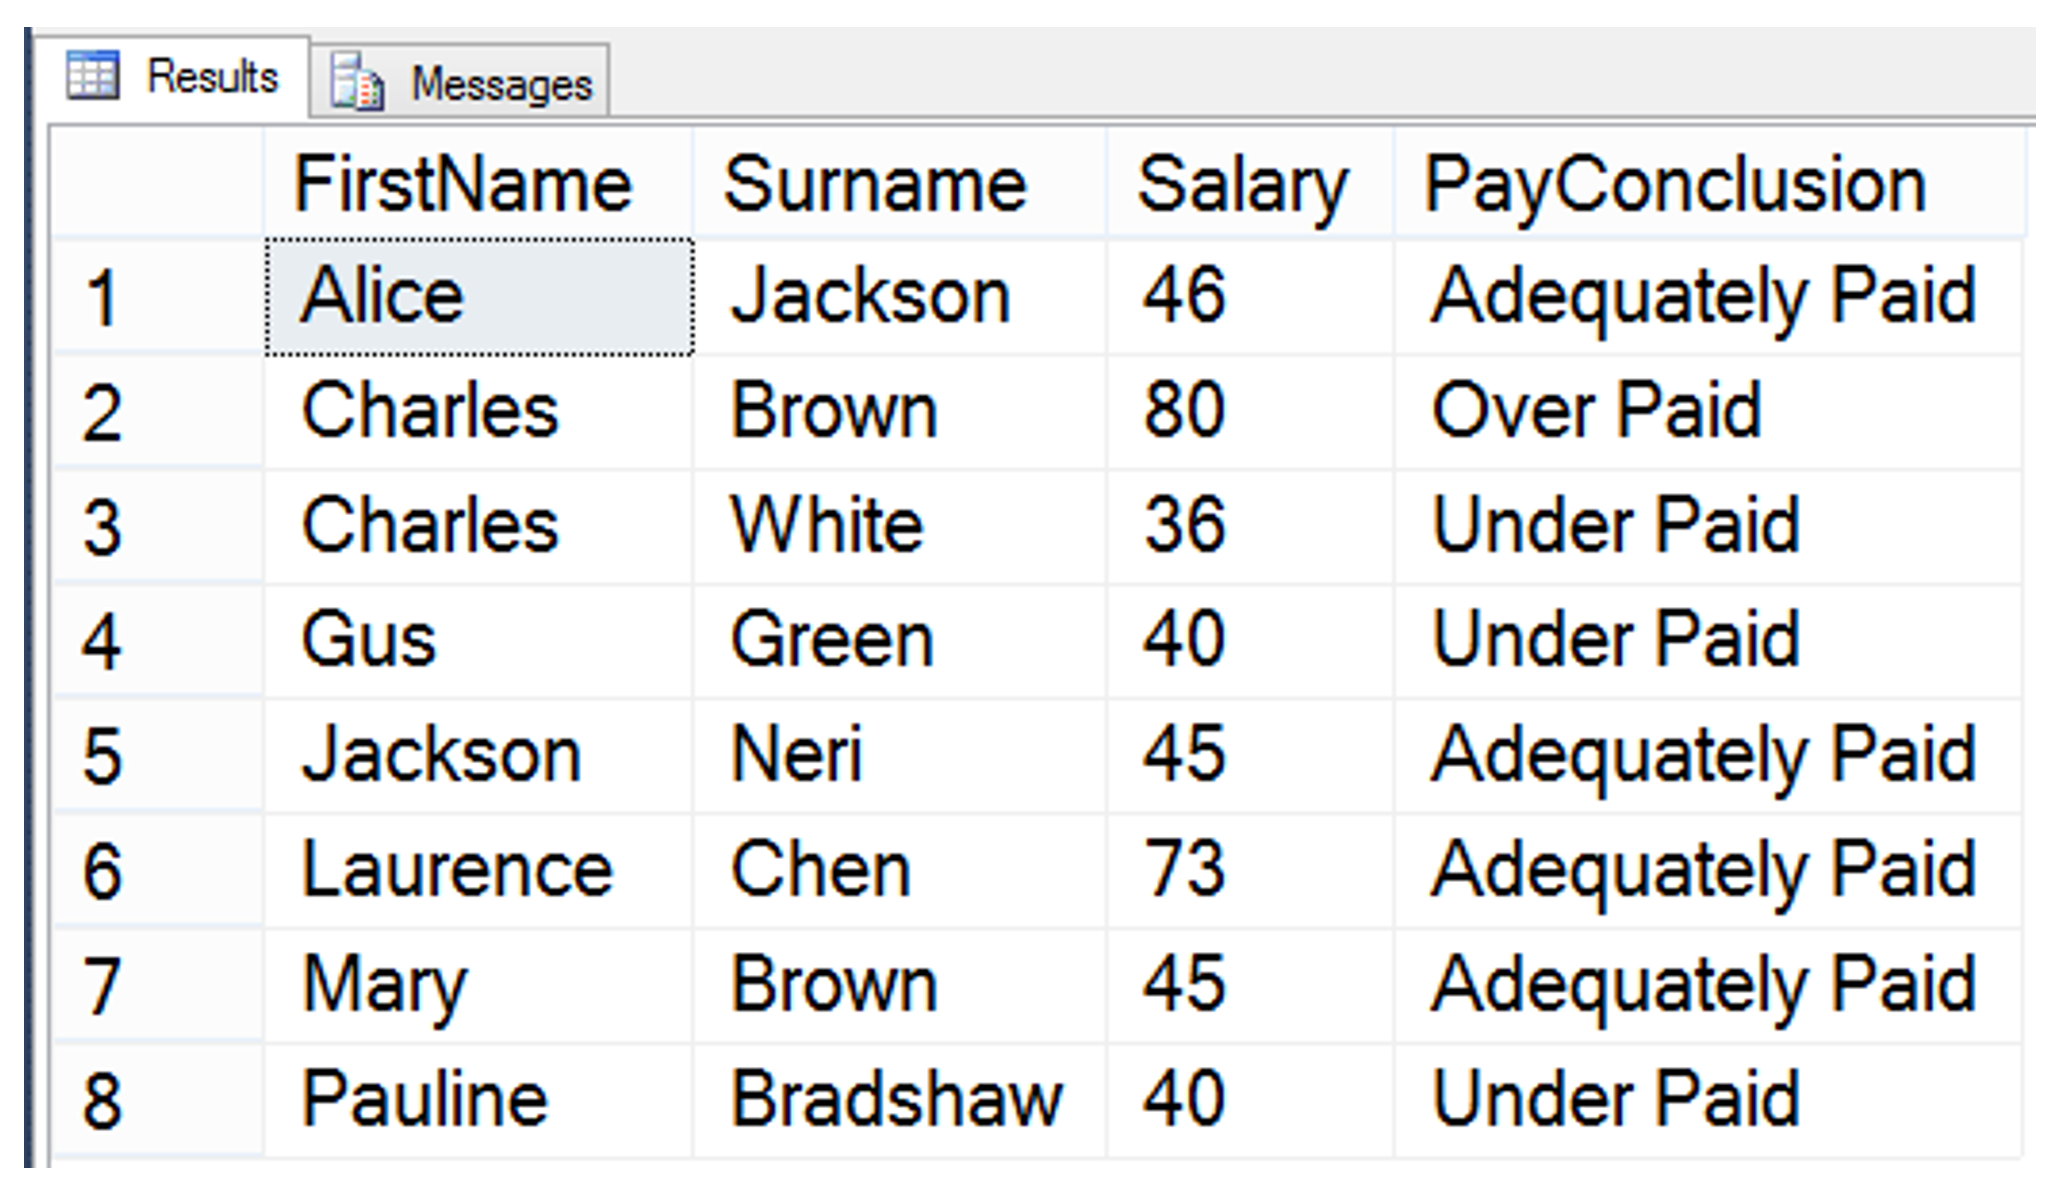 Results Messages
FirstName Surname Salary PayConclusion
1 Alice Jackson 46 Adequately Paid
2 Charles Brown 80 Over Paid
3 Charles White 36 Under Paid
4 Gus Green 40 Under Paid
5 Jackson Neri 45 Adequately Paid
6 Laurence Chen 73 Adequately Paid
7 Mary Brown 45 Adequately Paid
8 Pauline Bradshaw 40 Under Paid